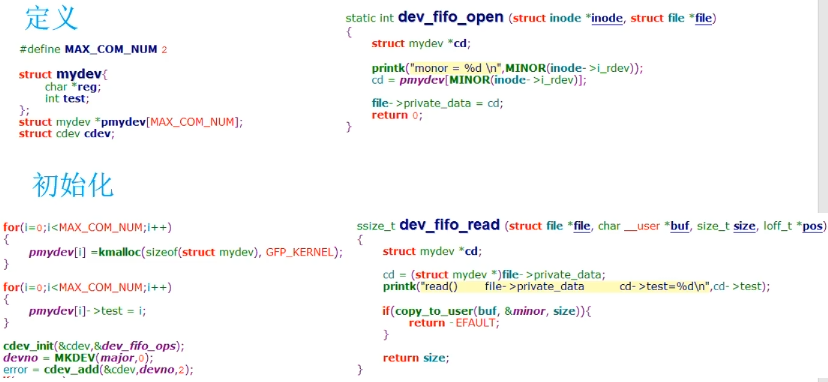 定义
#define MAX_COM_NUM 2
struct mydev{
char *reg;
int test;
};
struct mydev *pmydev[MAX_COM_NUM];
struct cdev cdev;
static int dev_fifo_open (struct inode *inode, struct file *file)
{
struct mydev *cd;
printk("monor = %d \n",MINOR(inode->i_rdev));
cd = pmydev[MINOR(inode->i_rdev)];
file->private_data = cd;
return 0;
}
初始化
for(i=0;i<MAX_COM_NUM;i++)
{
pmydev[i] =kmalloc(sizeof(struct mydev), GFP_KERNEL);
}
for(i=0;i<MAX_COM_NUM;i++)
{
pmydev[i]->test = i;
}
cdev_init(&cdev,&dev_fifo_ops);
devno = MKDEV(major,0);
error = cdev_add(&cdev,devno,2);
ssize_t dev_fifo_read (struct file *file, char __user *buf, size_t size, loff_t *pos)
{
struct mydev *cd;
cd = (struct mydev *)file->private_data;
printk("read() file->private_data cd->test=%d\n",cd->test);
if(copy_to_user(buf, &minor, size)){
return -EFAULT;
}
return size;
}